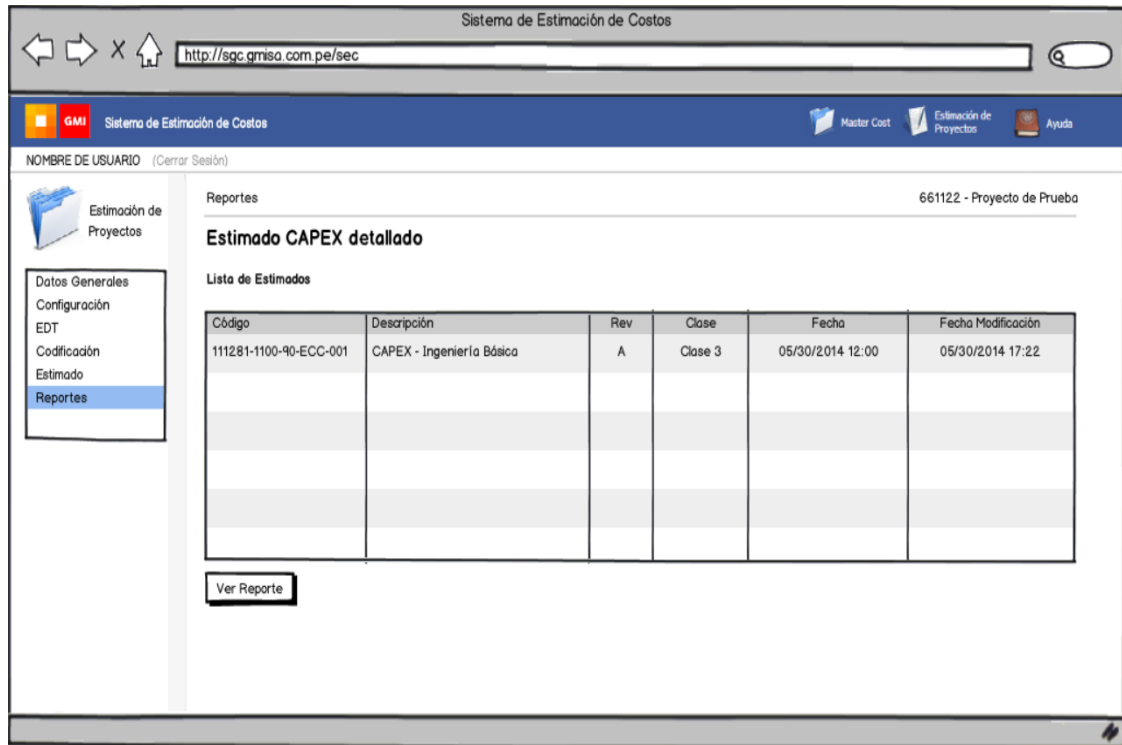 Sistema de Estimación de Costos
http://sgc.gmisa.com.pe/sec
GMI Sistema de Estimación de Costos
Master Cost
Estimación de
Proyectos
Ayuda
NOMBRE DE USUARIO (Cerrar Sesión)
Estimación de
Proyectos
Datos Generales
Configuración
EDT
Codificación
Estimado
Reportes
Reportes 661122 - Proyecto de Prueba
Estimado CAPEX detallado
Lista de Estimados
Código Descripción Rev Clase Fecha Fecha Modificación
111281-1100-90-ECC-001 CAPEX - Ingeniería Básica A Clase 3 05/30/2014 12:00 05/30/2014 17:22
Ver Reporte